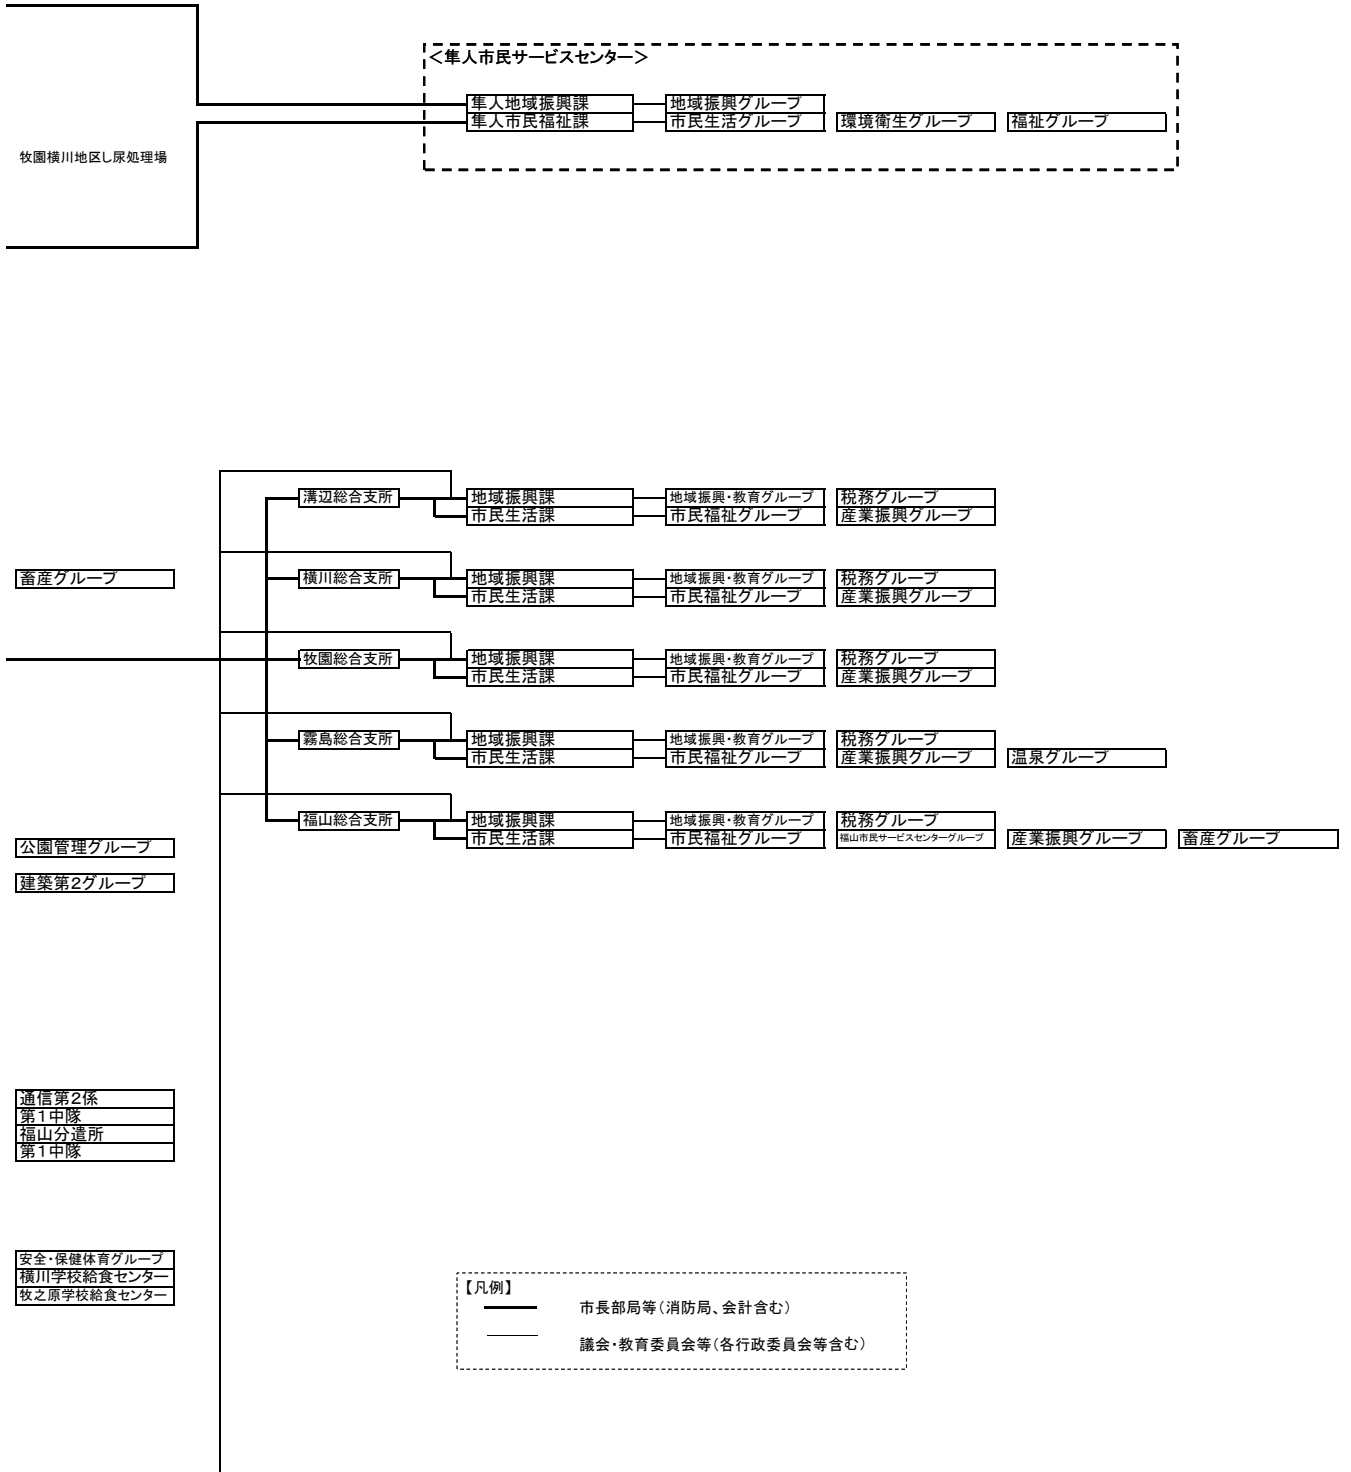 ＜隼人市民サービスセンター＞
隼人地域振興課 地域振興グループ
隼人市民福祉課 市民生活グループ 環境衛生グループ 福祉グループ
牧園横川地区し尿処理場
溝辺総合支所 地域振興課 地域振興・教育グループ 税務グループ
市民生活課 市民福祉グループ 産業振興グループ
畜産グループ 横川総合支所 地域振興課 地域振興・教育グループ 税務グループ
市民生活課 市民福祉グループ 産業振興グループ
牧園総合支所 地域振興課 地域振興・教育グループ 税務グループ
市民生活課 市民福祉グループ 産業振興グループ
霧島総合支所 地域振興課 地域振興・教育グループ 税務グループ
市民生活課 市民福祉グループ 産業振興グループ 温泉グループ
福山総合支所 地域振興課 地域振興・教育グループ 税務グループ
市民生活課 市民福祉グループ 福山市民サービスセンターグループ 産業振興グループ 畜産グループ
公園管理グループ
建築第２グループ
通信第２係
第１中隊
福山分遣所
第１中隊
安全・保健体育グループ
横川学校給食センター
牧之原学校給食センター
【凡例】
市長部局等（消防局、会計含む）
議会・教育委員会等（各行政委員会等含む）